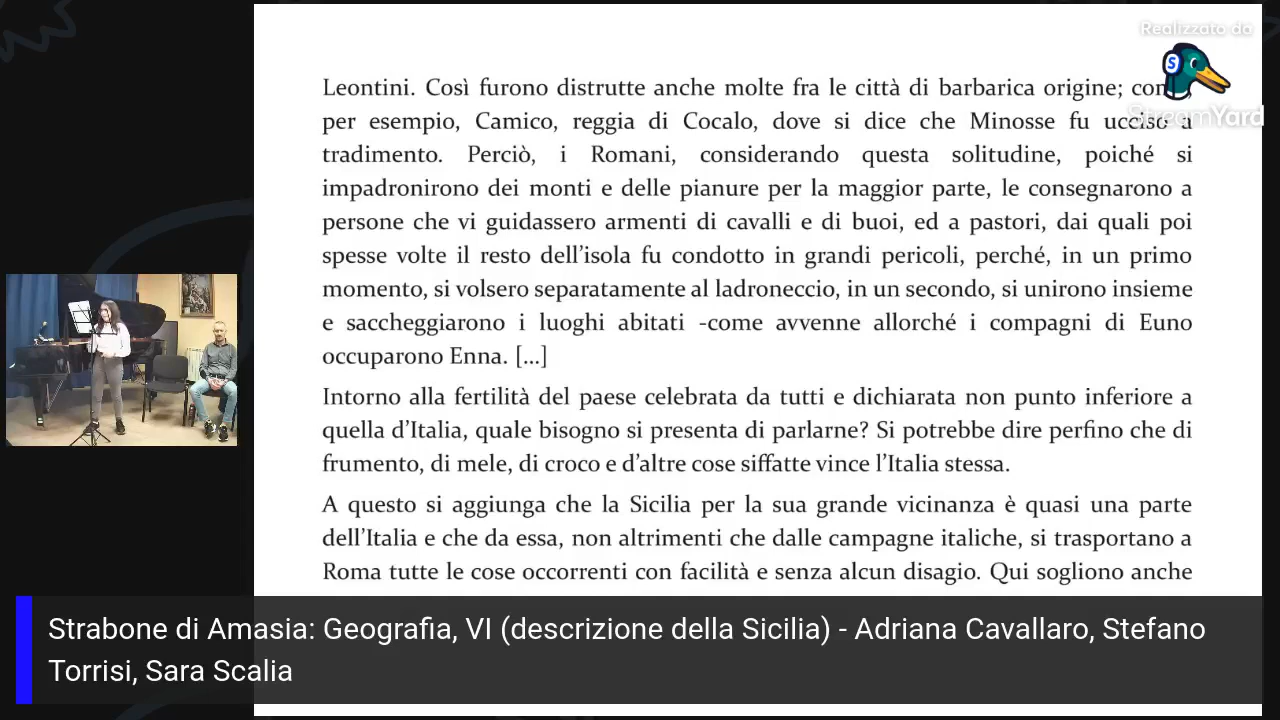 Realizzato da
StreamYard
Leontini. Così furono distrutte anche molte fra le città di barbarica origine;
per esempio, Camico, reggia di Cocalo, dove si dice che Minosse fu ucciso a
tradimento. Perciò, i Romani, considerando questa solitudine, poiché si
impadronirono dei monti e delle pianure per la maggior parte, le consegnarono a
persone che vi guidassero armenti di cavalli e di buoi, ed a pastori, dai quali poi
spesse volte il resto dell’isola fu condotto in grandi pericoli, perché, in un primo
momento, si volsero separatamente al ladroneccio, in un secondo, si unirono insieme
e saccheggiarono i luoghi abitati -come avvenne allorché i compagni di Euno
occuparono Enna. [...]
Intorno alla fertilità del paese celebrata da tutti e dichiarata non punto inferiore a
quella d’Italia, quale bisogno si presenta di parlarne? Si potrebbe dire perfino che di
frumento, di mele, di croco e d’altre cose siffatte vince l’Italia stessa.
A questo si aggiunga che la Sicilia per la sua grande vicinanza è quasi una parte
dell’Italia e che da essa, non altrimenti che dalle campagne italiche, si trasportano a
Roma tutte le cose occorrenti con facilità e senza alcun disagio. Qui sogliono anche
Strabone di Amasia: Geografia, VI (descrizione della Sicilia) - Adriana Cavallaro, Stefano
Torrisi, Sara Scalia